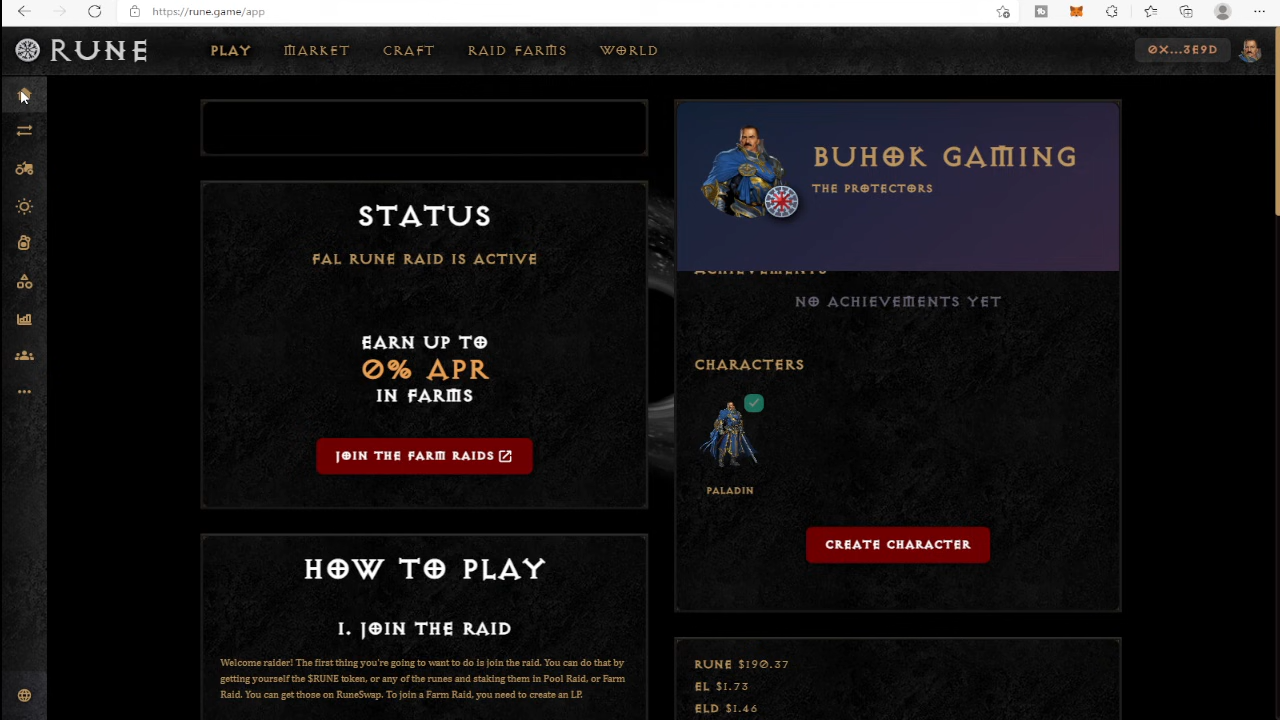 https://rune.game/app
RUNE
PLAY
MARKET
CRAFT
RAID FARMS
WORLD
0X...3E9D
STATUS
FAL RUNE RAID IS ACTIVE
EARN UP TO
0% APR
IN FARMS
JOIN THE FARM RAIDS
HOW TO PLAY
1. JOIN THE RAID
Welcome raider! The first thing you're going to want to do is join the raid. You can do that by
getting yourself the $RUNE token, or any of the runes and staking them in Pool Raid, or Farm
Raid. You can get those on RuneSwap. To join a Farm Raid, you need to create an LP.
BUHOK GAMING
THE PROTECTORS
ACHIEVEMENTS
NO ACHIEVEMENTS YET
CHARACTERS
PALADIN
CREATE CHARACTER
RUNE $190.37
EL $1.73
ELD $1.46